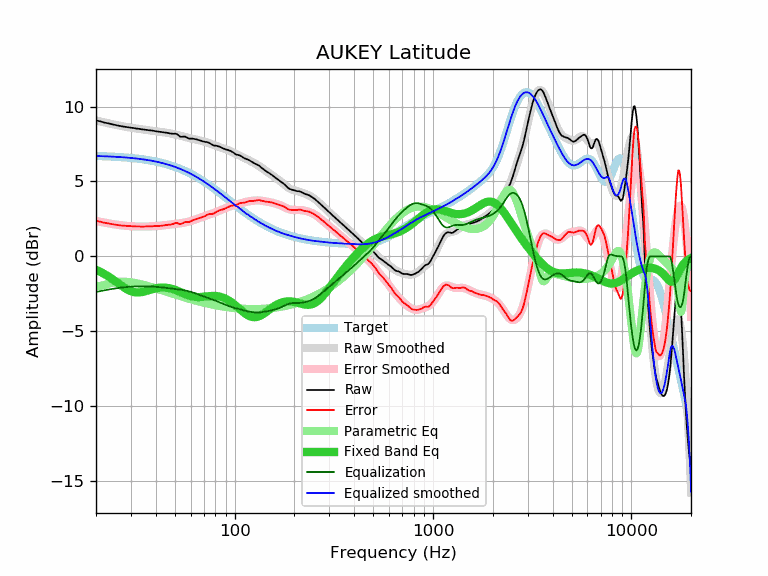 AUKEY Latitude
10
5
0
−5
−10
−15
Amplitude (dBr)
Target
Raw Smoothed
Error Smoothed
Raw
Error
Parametric Eq
Fixed Band Eq
Equalization
Equalized smoothed
100
1000
10000
Frequency (Hz)